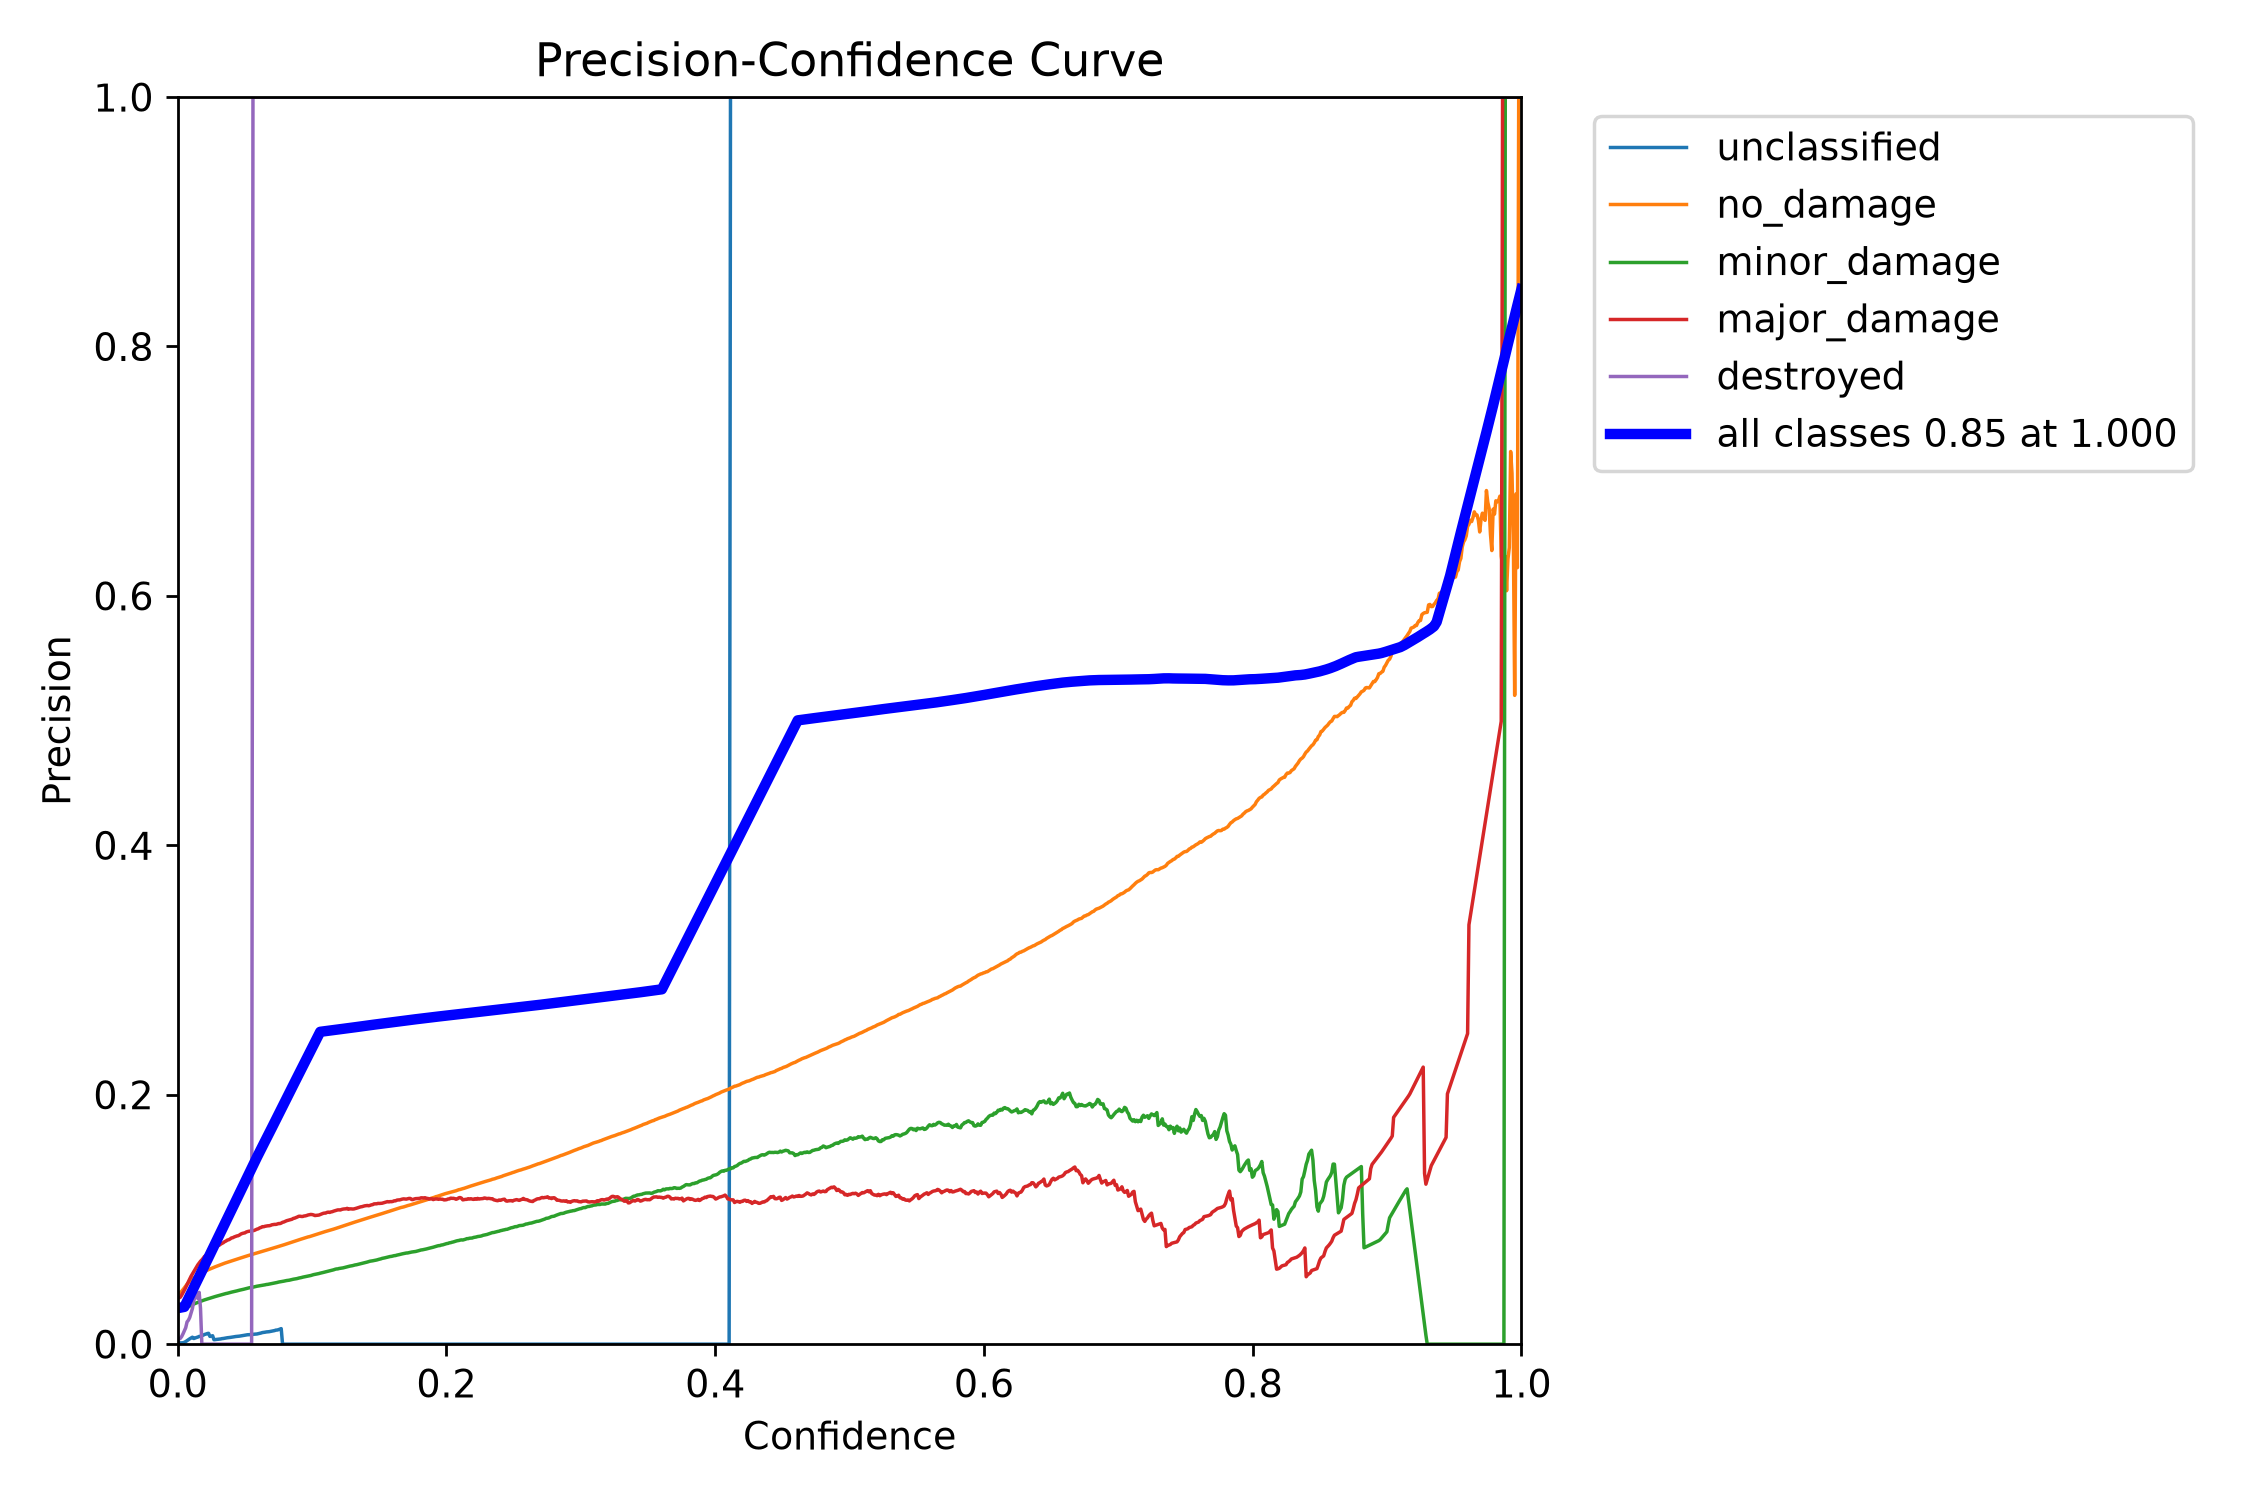 Precision-Confidence Curve
1.0
0.8
0.6
0.4
0.2
0.0
Precision
0.0 0.2 0.4 0.6 0.8 1.0
Confidence
unclassified
no_damage
minor_damage
major_damage
destroyed
all classes 0.85 at 1.000